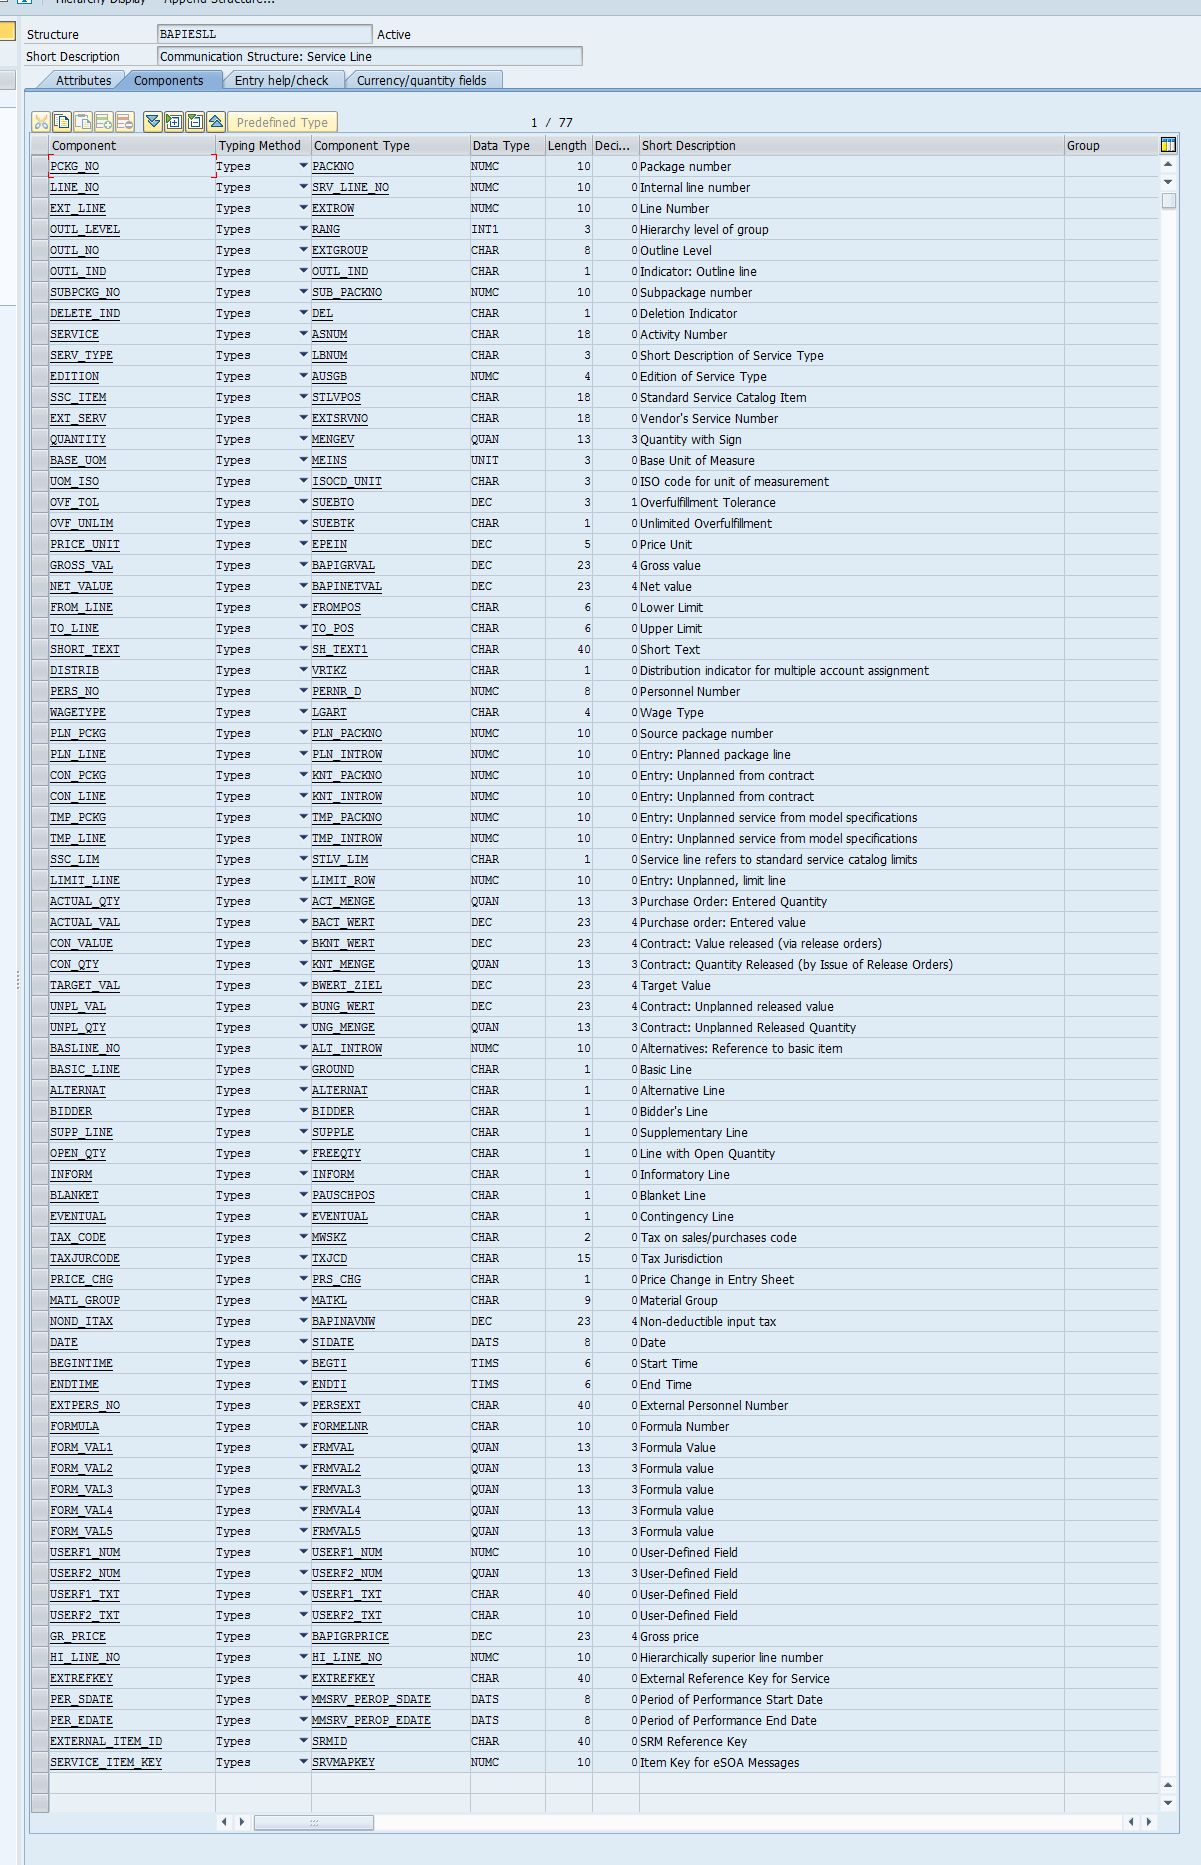 Hierarchy Display Append Structure...
Structure BAPIESLL Active
Short Description Communication Structure: Service Line
Attributes Components Entry help/check Currency/quantity fields
Predefined Type 1 / 77
Component Typing Method Component Type Data Type Length Deci... Short Description Group
PCKG_NO Types PACKNO NUMC 10 0 Package number
LINE_NO Types SRV_LINE_NO NUMC 10 0 Internal line number
EXT_LINE Types EXTROW NUMC 10 0 Line Number
OUTL_LEVEL Types RANG INT1 3 0 Hierarchy level of group
OUTL_NO Types EXTGROUP CHAR 8 0 Outline Level
OUTL_IND Types OUTL_IND CHAR 1 0 Indicator: Outline line
SUBPCKG_NO Types SUB_PACKNO NUMC 10 0 Subpackage number
DELETE_IND Types DEL CHAR 1 0 Deletion Indicator
SERVICE Types ASNUM CHAR 18 0 Activity Number
SERV_TYPE Types LBNUM CHAR 3 0 Short Description of Service Type
EDITION Types AUSGB NUMC 4 0 Edition of Service Type
SSC_ITEM Types STLVPOS CHAR 18 0 Standard Service Catalog Item
EXT_SERV Types EXTSRVNO CHAR 18 0 Vendor's Service Number
QUANTITY Types MENGEV QUAN 13 3 Quantity with Sign
BASE_UOM Types MEINS UNIT 3 0 Base Unit of Measure
UOM_ISO Types ISOCD_UNIT CHAR 3 0 ISO code for unit of measurement
OVF_TOL Types SUEBTO DEC 3 1 Overfulfillment Tolerance
OVF_UNLIM Types SUEBTK CHAR 1 0 Unlimited Overfulfillment
PRICE_UNIT Types EPEIN DEC 5 0 Price Unit
GROSS_VAL Types BAPIGRVAL DEC 23 4 Gross value
NET_VALUE Types BAPINETVAL DEC 23 4 Net value
FROM_LINE Types FROMPOS CHAR 6 0 Lower Limit
TO_LINE Types TO_POS CHAR 6 0 Upper Limit
SHORT_TEXT Types SH_TEXT1 CHAR 40 0 Short Text
DISTRIB Types VRTKZ CHAR 1 0 Distribution indicator for multiple account assignment
PERS_NO Types PERNR_D NUMC 8 0 Personnel Number
WAGETYPE Types LGART CHAR 4 0 Wage Type
PLN_PCKG Types PLN_PACKNO NUMC 10 0 Source package number
PLN_LINE Types PLN_INTROW NUMC 10 0 Entry: Planned package line
CON_PCKG Types KNT_PACKNO NUMC 10 0 Entry: Unplanned from contract
CON_LINE Types KNT_INTROW NUMC 10 0 Entry: Unplanned from contract
TMP_PCKG Types TMP_PACKNO NUMC 10 0 Entry: Unplanned service from model specifications
TMP_LINE Types TMP_INTROW NUMC 10 0 Entry: Unplanned service from model specifications
SSC_LIM Types STLV_LIM CHAR 1 0 Service line refers to standard service catalog limits
LIMIT_LINE Types LIMIT_ROW NUMC 10 0 Entry: Unplanned, limit line
ACTUAL_QTY Types ACT_MENGE QUAN 13 3 Purchase Order: Entered Quantity
ACTUAL_VAL Types BACT_WERT DEC 23 4 Purchase order: Entered value
CON_VALUE Types BKNT_WERT DEC 23 4 Contract: Value released (via release orders)
CON_QTY Types KNT_MENGE QUAN 13 3 Contract: Quantity Released (by Issue of Release Orders)
TARGET_VAL Types BWERT_ZIEL DEC 23 4 Target Value
UNPL_VAL Types BUNG_WERT DEC 23 4 Contract: Unplanned released value
UNPL_QTY Types UNG_MENGE QUAN 13 3 Contract: Unplanned Released Quantity
BASLINE_NO Types ALT_INTROW NUMC 10 0 Alternatives: Reference to basic item
BASIC_LINE Types GROUND CHAR 1 0 Basic Line
ALTERNAT Types ALTERNAT CHAR 1 0 Alternative Line
BIDDER Types BIDDER CHAR 1 0 Bidder's Line
SUPP_LINE Types SUPPLE CHAR 1 0 Supplementary Line
OPEN_QTY Types FREEQTY CHAR 1 0 Line with Open Quantity
INFORM Types INFORM CHAR 1 0 Informatory Line
BLANKET Types PAUSCHPOS CHAR 1 0 Blanket Line
EVENTUAL Types EVENTUAL CHAR 1 0 Contingency Line
TAX_CODE Types MWSKZ CHAR 2 0 Tax on sales/purchases code
TAXJURCODE Types TXJCD CHAR 15 0 Tax Jurisdiction
PRICE_CHG Types PRS_CHG CHAR 1 0 Price Change in Entry Sheet
MATL_GROUP Types MATKL CHAR 9 0 Material Group
NOND_ITAX Types BAPINAVNW DEC 23 4 Non-deductible input tax
DATE Types SIDATE DATS 8 0 Date
BEGINTIME Types BEGTI TIMS 6 0 Start Time
ENDTIME Types ENDTI TIMS 6 0 End Time
EXTPERS_NO Types PERSEXT CHAR 40 0 External Personnel Number
FORMULA Types FORMELNR CHAR 10 0 Formula Number
FORM_VAL1 Types FRMVAL QUAN 13 3 Formula Value
FORM_VAL2 Types FRMVAL2 QUAN 13 3 Formula value
FORM_VAL3 Types FRMVAL3 QUAN 13 3 Formula value
FORM_VAL4 Types FRMVAL4 QUAN 13 3 Formula value
FORM_VAL5 Types FRMVAL5 QUAN 13 3 Formula value
USERF1_NUM Types USERF1_NUM NUMC 10 0 User-Defined Field
USERF2_NUM Types USERF2_NUM QUAN 13 3 User-Defined Field
USERF1_TXT Types USERF1_TXT CHAR 40 0 User-Defined Field
USERF2_TXT Types USERF2_TXT CHAR 10 0 User-Defined Field
GR_PRICE Types BAPIGRPRICE DEC 23 4 Gross price
HI_LINE_NO Types HI_LINE_NO NUMC 10 0 Hierarchically superior line number
EXTREFKEY Types EXTREFKEY CHAR 40 0 External Reference Key for Service
PER_SDATE Types MMSRV_PEROP_SDATE DATS 8 0 Period of Performance Start Date
PER_EDATE Types MMSRV_PEROP_EDATE DATS 8 0 Period of Performance End Date
EXTERNAL_ITEM_ID Types SRMID CHAR 40 0 SRM Reference Key
SERVICE_ITEM_KEY Types SRVMAPKEY NUMC 10 0 Item Key for eSOA Messages